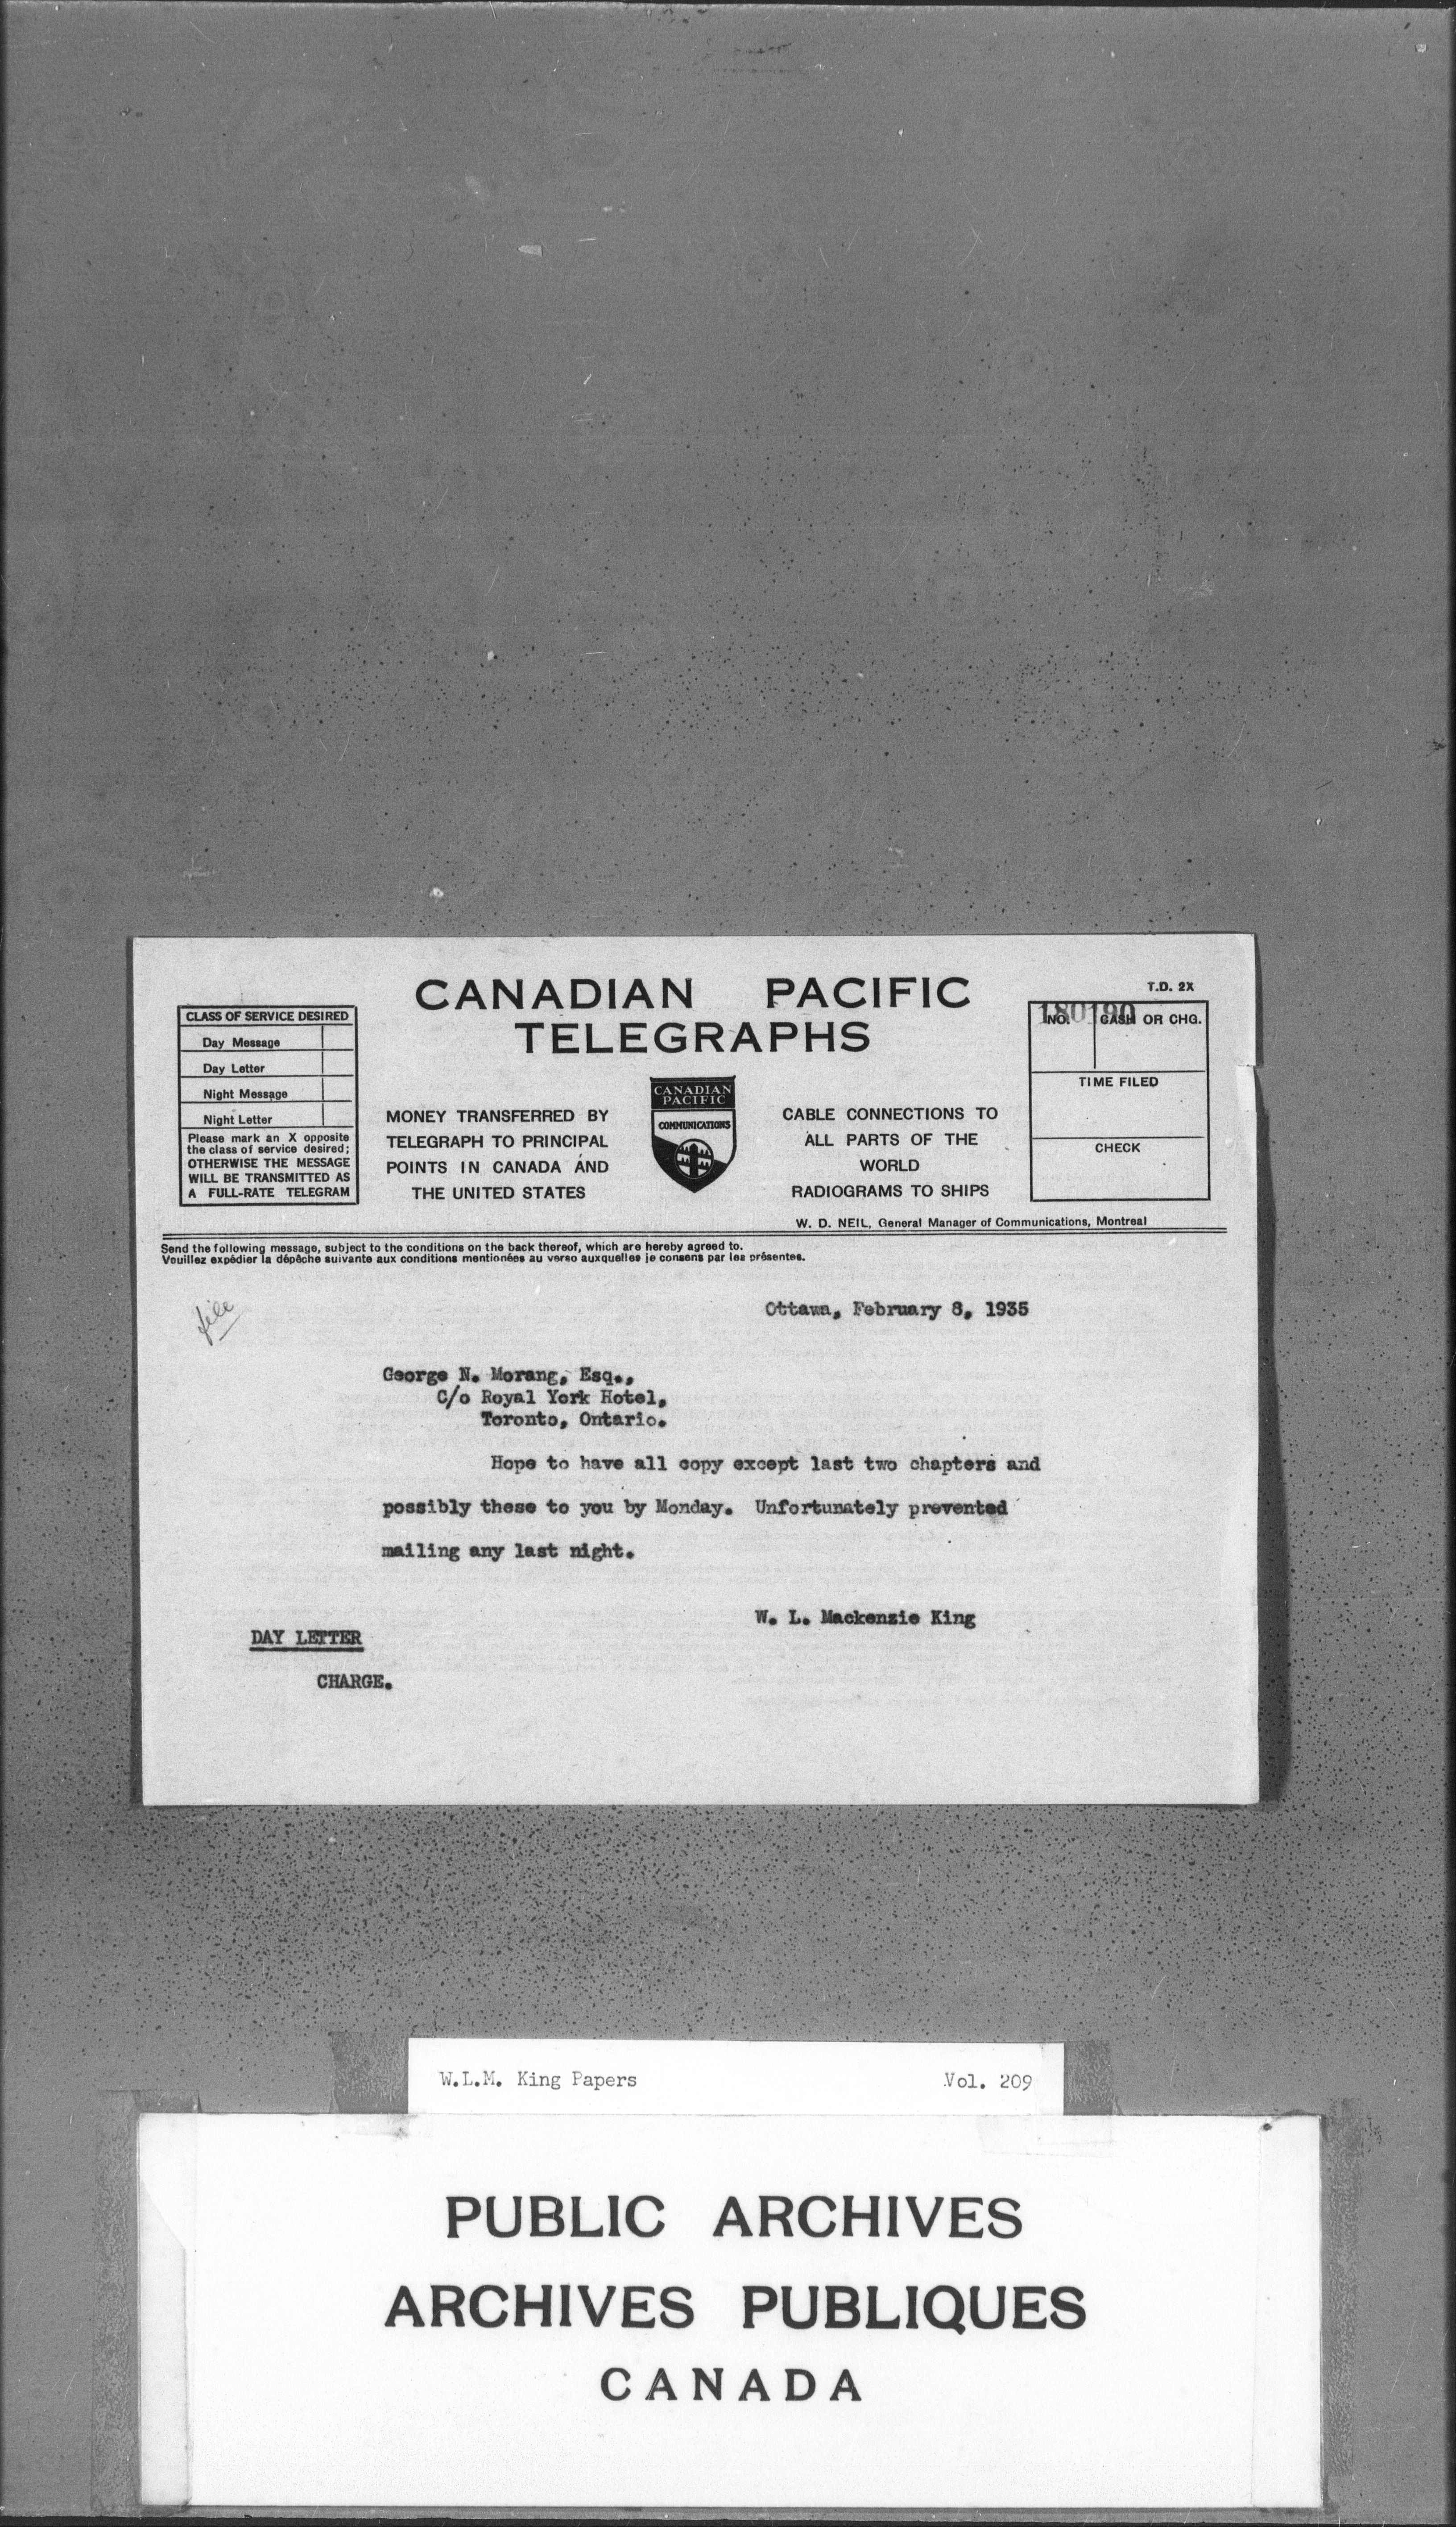 CANADIAN PACIFIC
TELEGRAPHS
T.D. 2X
CLASS OF SERVICE DESIRED
Day Message
Day Letter
Night Message
Night Letter
Please mark an X opposite
the class of service desired;
OTHERWISE THE MESSAGE
WILL BE TRANSMITTED AS
A FULL-RATE TELEGRAM
MONEY TRANSFERRED BY
TELEGRAPH TO PRINCIPAL
POINTS IN CANADA AND
THE UNITED STATES
CANADIAN
PACIFIC
COMMUNICATIONS
CABLE CONNECTIONS TO
ALL PARTS OF THE
WORLD
RADIOGRAMS TO SHIPS
180190
NO. CASH OR CHG.
TIME FILED
CHECK
W. D. NEIL, General Manager of Communications, Montreal
Send the following message, subject to the conditions on the back thereof, which are hereby agreed to.
Veuillez expédier la dépêche suivante aux conditions mentionées au verso auxquelles je consens par les présentes.
file
Ottawa, February 8, 1935
George N. Morang, Esq.,
C/o Royal York Hotel,
Toronto, Ontario.
Hope to have all copy except last two chapters and
possibly these to you by Monday. Unfortunately prevented
mailing any last night.
W. L. Mackenzie King
DAY LETTER
CHARGE.
W.L.M. King Papers Vol. 209
PUBLIC ARCHIVES
ARCHIVES PUBLIQUES
CANADA